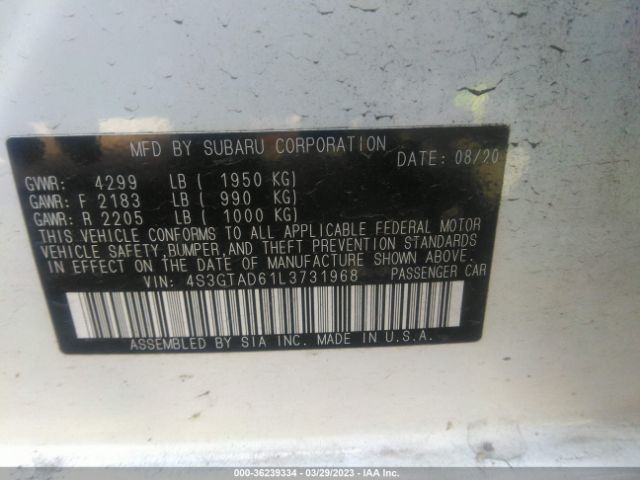 MFD BY SUBARU CORPORATION
DATE: 08/20
GVWR: 4299 LB ( 1950 KG)
GAWR: F 2183 LB ( 990 KG)
GAWR: R 2205 LB ( 1000 KG)
THIS VEHICLE CONFORMS TO ALL APPLICABLE FEDERAL MOTOR
VEHICLE SAFETY,BUMPER,AND THEFT PREVENTION STANDARDS
IN EFFECT ON THE DATE OF MANUFACTURE SHOWN ABOVE.
VIN: 4S3GTAD61L3731968 PASSENGER CAR
ASSEMBLED BY SIA INC. MADE IN U.S.A.
000-36239334 — 03/29/2023 — IAA Inc.